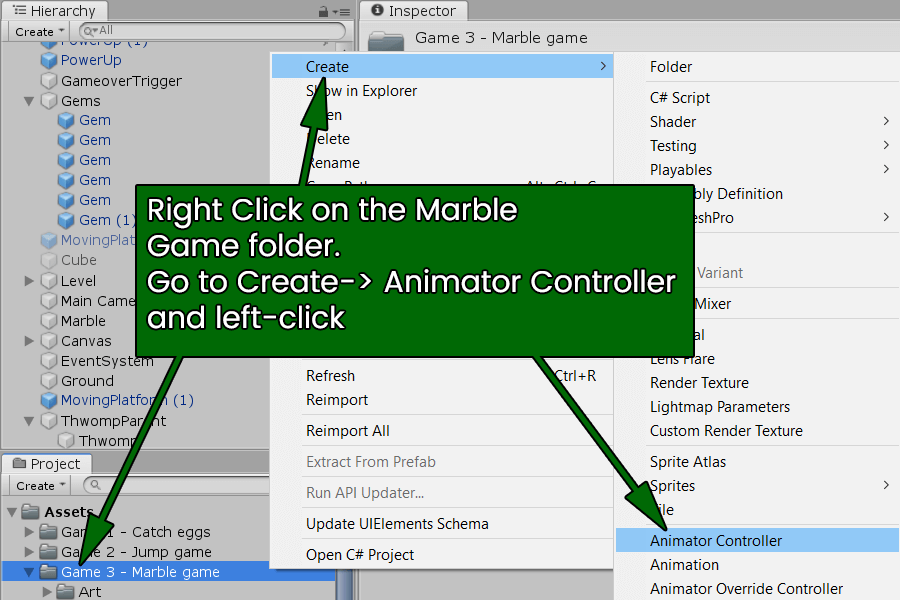 Hierarchy
Create
All
PowerUp (1)
PowerUp
GameoverTrigger
Gems
Gem
Gem
Gem
Gem
Gem
Gem (1)
MovingPlat
Cube
Level
Main Came
Marble
Canvas
EventSystem
Ground
MovingPlatform (1)
ThwompParent
Thwomp
Project
Create
Assets
Game 1 - Catch eggs
Game 2 - Jump game
Game 3 - Marble game
Art
Inspector
Game 3 - Marble game
Create
Show in Explorer
Open
Delete
Rename
Right Click on the Marble
Game folder.
Go to Create-> Animator Controller
and left-click
Refresh Ctrl+R
Reimport
Reimport All
Extract From Prefab
Run API Updater...
Update UIElements Schema
Open C# Project
Folder
C# Script
Shader
Testing
Playables
bly Definition
eshPro
Variant
Mixer
al
Lens Flare
Render Texture
Lightmap Parameters
Custom Render Texture
Sprite Atlas
Sprites
Tile
Animator Controller
Animation
Animator Override Controller